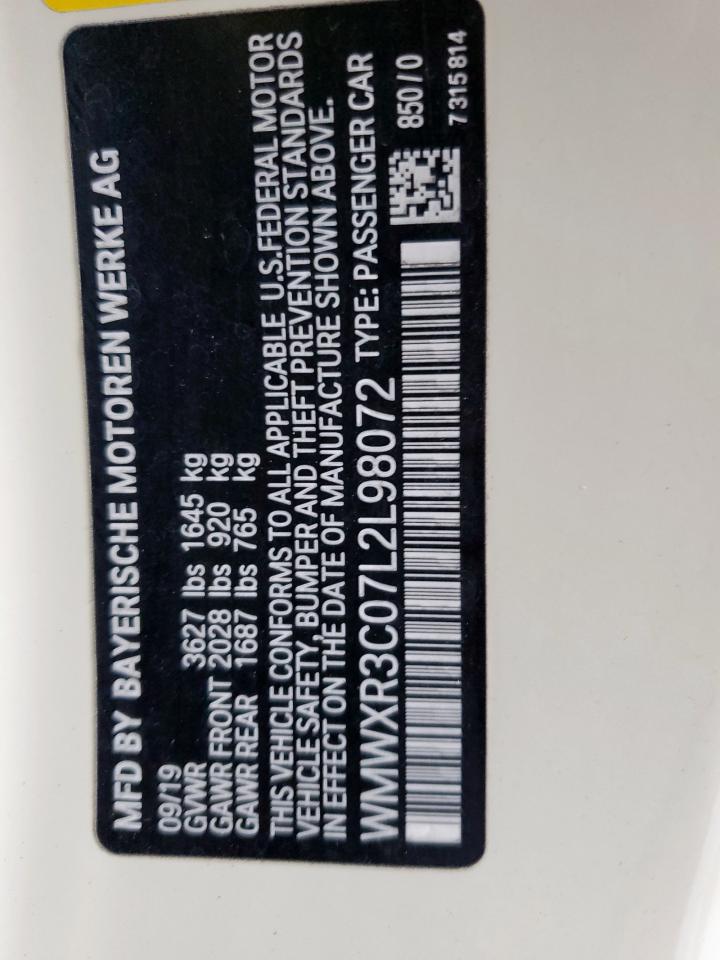 MFD BY BAYERISCHE MOTOREN WERKE AG
09/19
GVWR 3627 lbs 1645 kg
GAWR FRONT 2028 lbs 920 kg
GAWR REAR 1687 lbs 765 kg
THIS VEHICLE CONFORMS TO ALL APPLICABLE U.S.FEDERAL MOTOR
VEHICLE SAFETY, BUMPER AND THEFT PREVENTION STANDARDS
IN EFFECT ON THE DATE OF MANUFACTURE SHOWN ABOVE.
WMWXR3C07L2L98072 TYPE: PASSENGER CAR
850 / 0
7 315 814